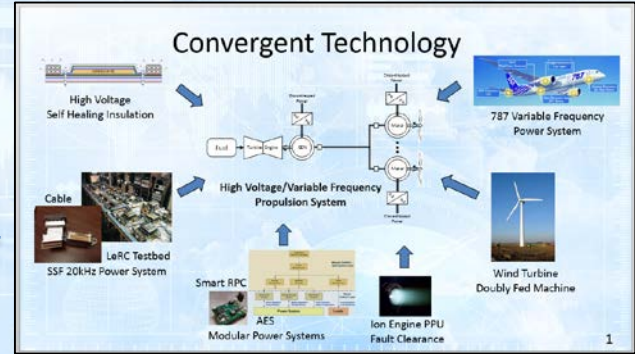 Convergent Technology
High Voltage
Self Healing Insulation
Fuel
Turbine Engine
GEN
Motor
Motor
787
787 Variable Frequency
Power System
High Voltage/Variable Frequency
Propulsion System
Cable
LeRC Testbed
SSF 20kHz Power System
Smart RPC
AES
Modular Power Systems
Ion Engine PPU
Fault Clearance
Wind Turbine
Doubly Fed Machine
1